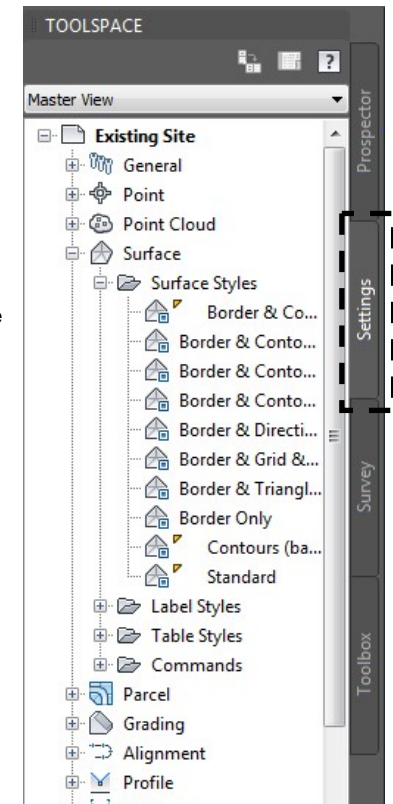 TOOLSPACE
?
Master View
Existing Site
General
Point
Point Cloud
Surface
Surface Styles
Border & Co...
Border & Conto...
Border & Conto...
Border & Conto...
Border & Directi...
Border & Grid &...
Border & Triangl...
Border Only
Contours (ba...
Standard
Label Styles
Table Styles
Commands
Parcel
Grading
Alignment
Profile
Prospector
Settings
Survey
Toolbox
e